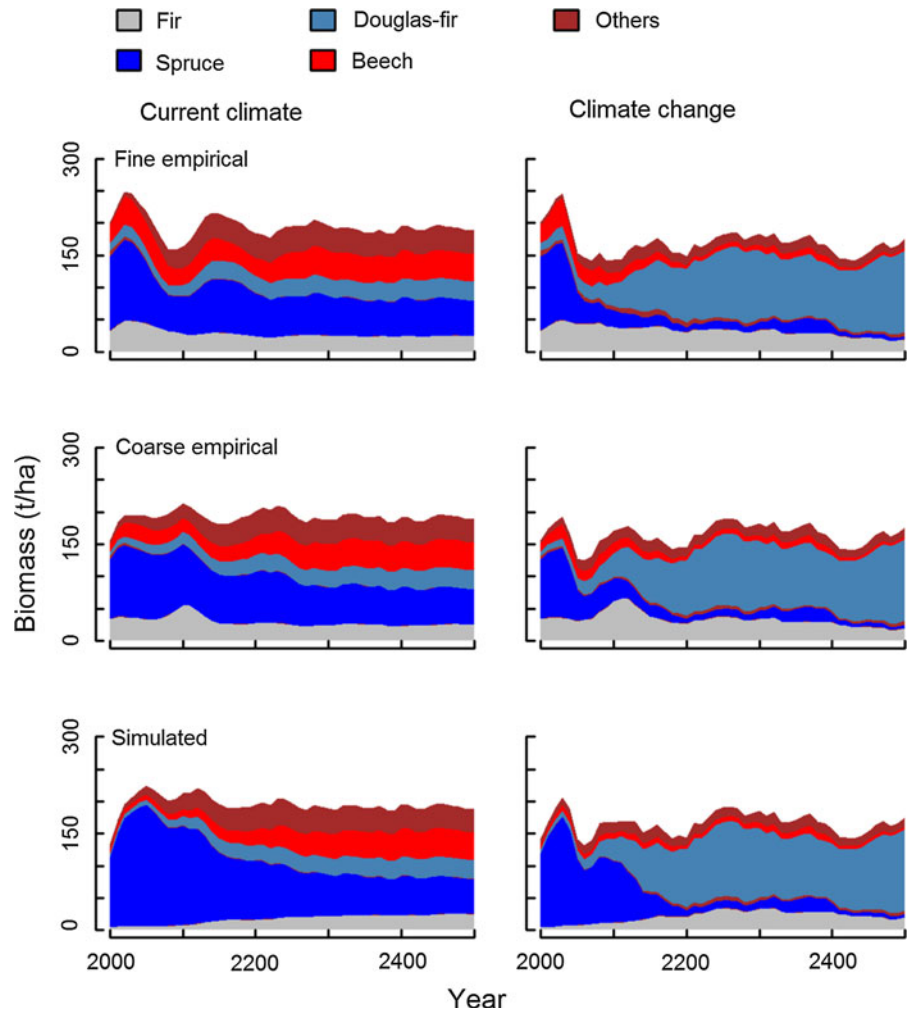 Fir Douglas-fir Others
Spruce Beech
Current climate Climate change
Fine empirical
300
150
0
Coarse empirical
300
150
0
Simulated
300
150
0
Biomass (t/ha)
2000 2200 2400 2000 2200 2400
Year